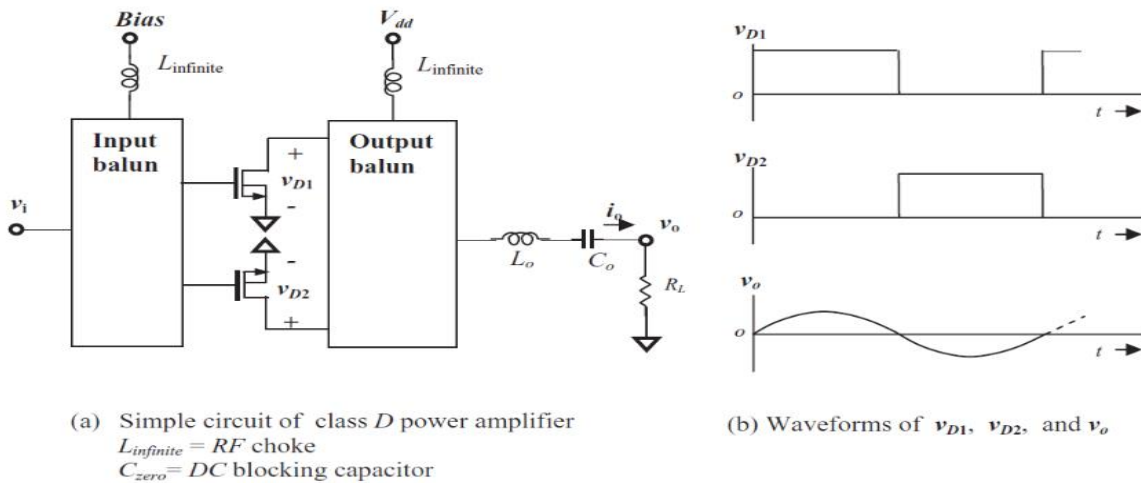 Bias
V_dd
L_infinite
L_infinite
Input
balun
Output
balun
v_i
+
v_D1
-
-
v_D2
+
i_o
v_o
L_o
C_o
R_L
v_D1
o
t
v_D2
o
t
v_o
o
t
(a) Simple circuit of class D power amplifier
L_infinite = RF choke
C_zero= DC blocking capacitor
(b) Waveforms of v_D1, v_D2, and v_o